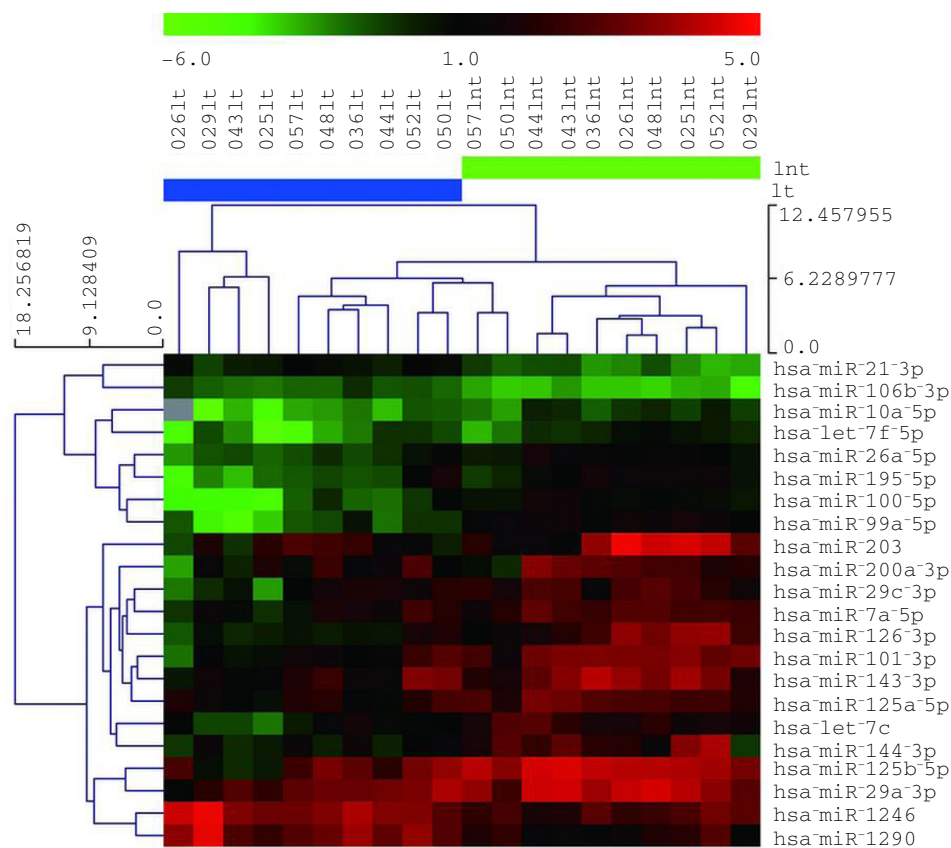 -6.0 1.0 5.0
026lt 029lt 043lt 025lt 057lt 048lt 036lt 044lt 052lt 050lt 057lnt 050lnt 044lnt 043lnt 036lnt 026lnt 048lnt 025lnt 052lnt 029lnt
lnt
lt
12.457955
6.2289777
0.0
18.256819
9.128409
0.0
hsa-miR-21-3p
hsa-miR-106b-3p
hsa-miR-10a-5p
hsa-let-7f-5p
hsa-miR-26a-5p
hsa-miR-195-5p
hsa-miR-100-5p
hsa-miR-99a-5p
hsa-miR-203
hsa-miR-200a-3p
hsa-miR-29c-3p
hsa-miR-7a-5p
hsa-miR-126-3p
hsa-miR-101-3p
hsa-miR-143-3p
hsa-miR-125a-5p
hsa-let-7c
hsa-miR-144-3p
hsa-miR-125b-5p
hsa-miR-29a-3p
hsa-miR-1246
hsa-miR-1290